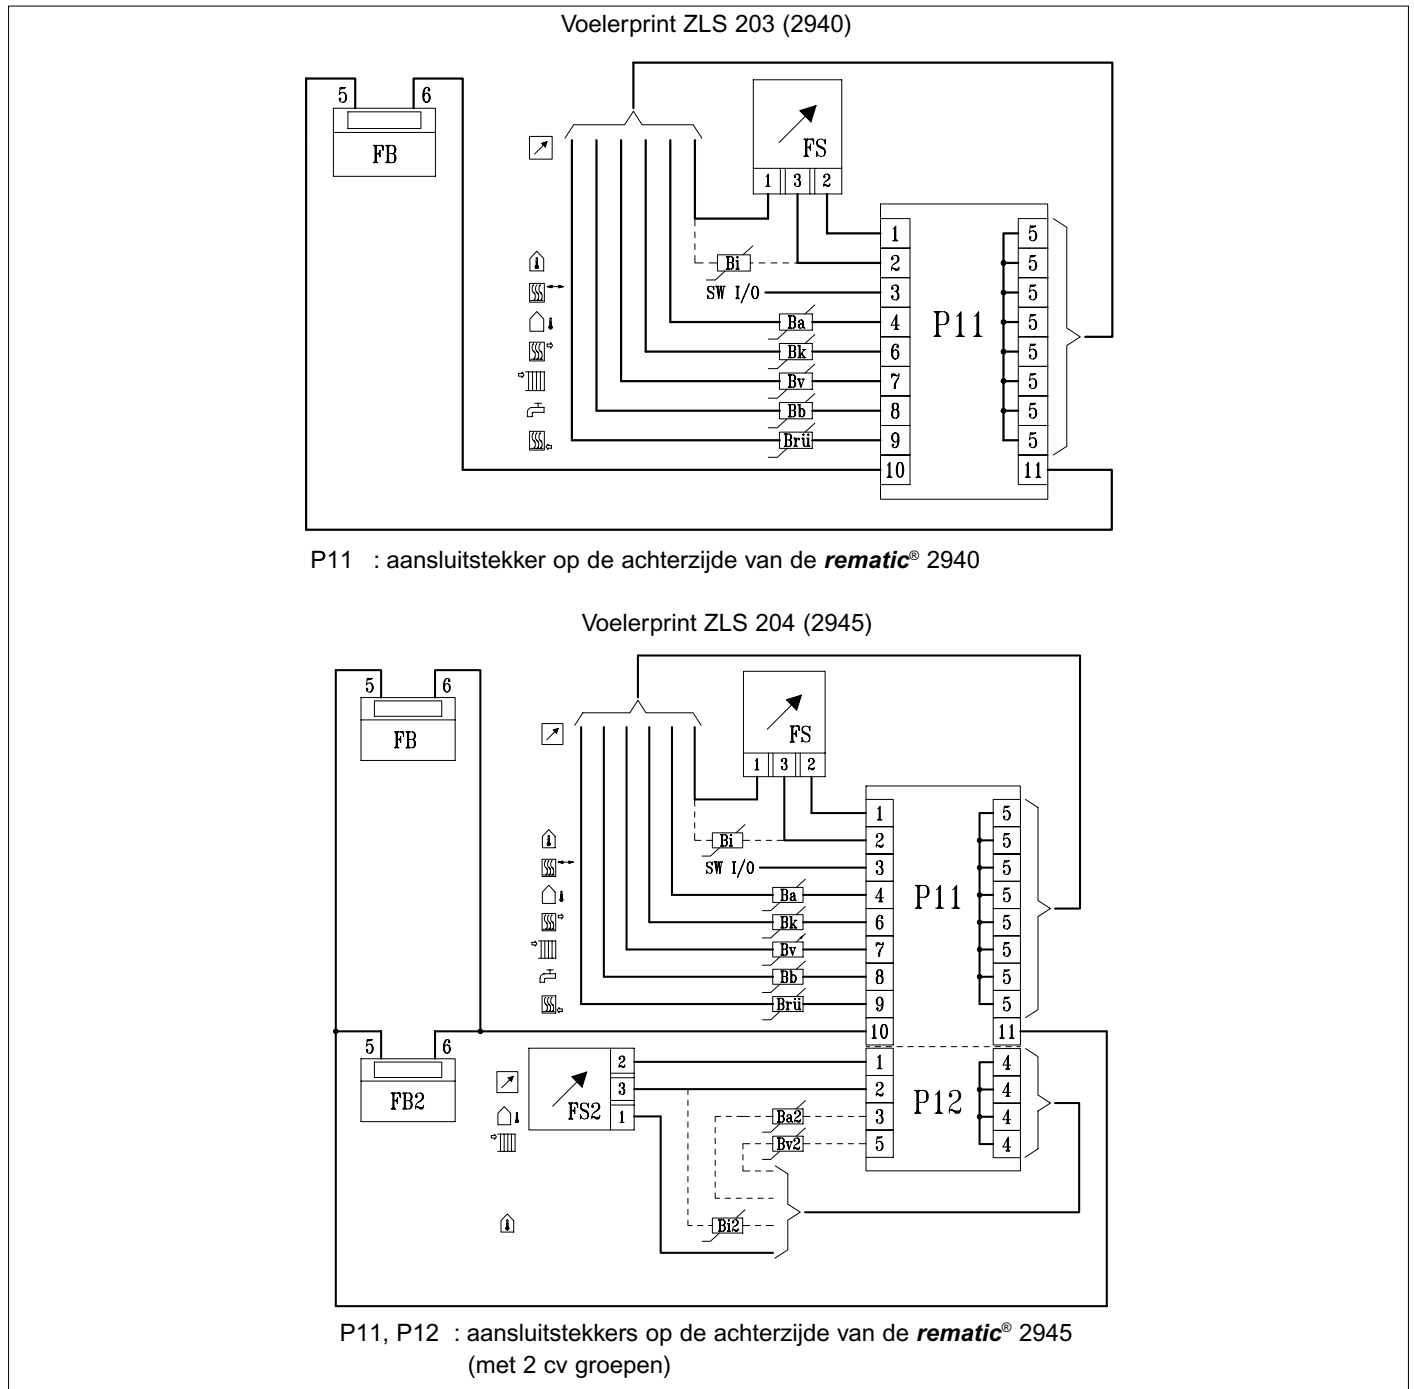 Voelerprint ZLS 203 (2940)
5 6
FB
FS
1 3 2
1 5
Bi 2 5
SW I/O 3 5
Ba 4 5
P11
Bk 6 5
Bv 7 5
Bb 8 5
Brü 9 5
10 11
P11 : aansluitstekker op de achterzijde van de rematic® 2940
Voelerprint ZLS 204 (2945)
5 6
FB
FS
1 3 2
1 5
Bi 2 5
SW I/O 3 5
Ba 4 5
P11
Bk 6 5
Bv 7 5
Bb 8 5
Brü 9 5
10 11
5 6
FB2
2
3
1
FS2
1 4
2 4
P12
Ba2 3 4
Bv2 5 4
Bi2
P11, P12 : aansluitstekkers op de achterzijde van de rematic® 2945
(met 2 cv groepen)